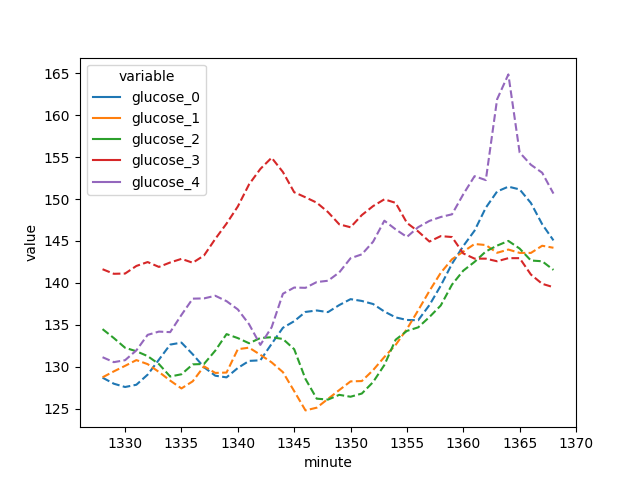 variable
glucose_0
glucose_1
glucose_2
glucose_3
glucose_4
value
165
160
155
150
145
140
135
130
125
1330 1335 1340 1345 1350 1355 1360 1365 1370
minute